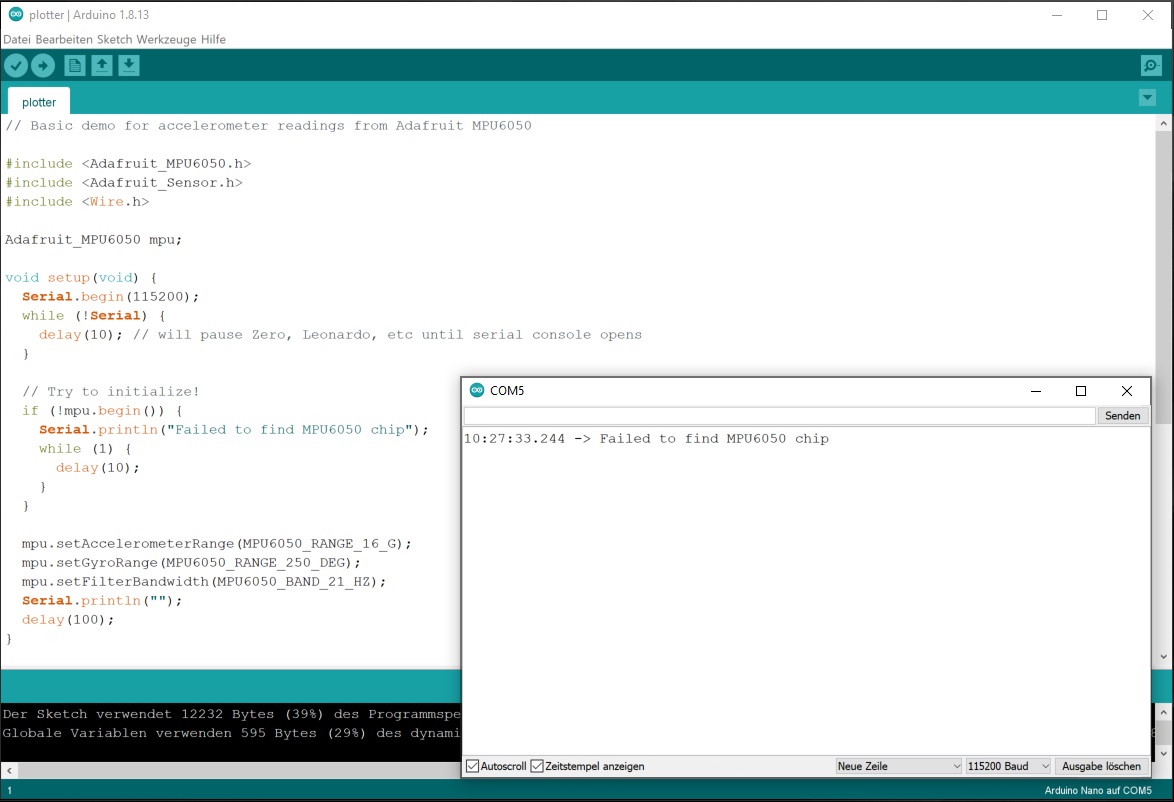 plotter | Arduino 1.8.13
Datei Bearbeiten Sketch Werkzeuge Hilfe
plotter
// Basic demo for accelerometer readings from Adafruit MPU6050
#include <Adafruit_MPU6050.h>
#include <Adafruit_Sensor.h>
#include <Wire.h>
Adafruit_MPU6050 mpu;
void setup(void) {
  Serial.begin(115200);
  while (!Serial) {
    delay(10); // will pause Zero, Leonardo, etc until serial console opens
  }
  // Try to initialize!
  if (!mpu.begin()) {
    Serial.println("Failed to find MPU6050 chip");
    while (1) {
      delay(10);
    }
  }
  mpu.setAccelerometerRange(MPU6050_RANGE_16_G);
  mpu.setGyroRange(MPU6050_RANGE_250_DEG);
  mpu.setFilterBandwidth(MPU6050_BAND_21_HZ);
  Serial.println("");
  delay(100);
}
COM5
Senden
10:27:33.244 -> Failed to find MPU6050 chip
Autoscroll Zeitstempel anzeigen Neue Zeile 115200 Baud Ausgabe löschen
Der Sketch verwendet 12232 Bytes (39%) des Programmspe
Globale Variablen verwenden 595 Bytes (29%) des dynami
1 Arduino Nano auf COM5